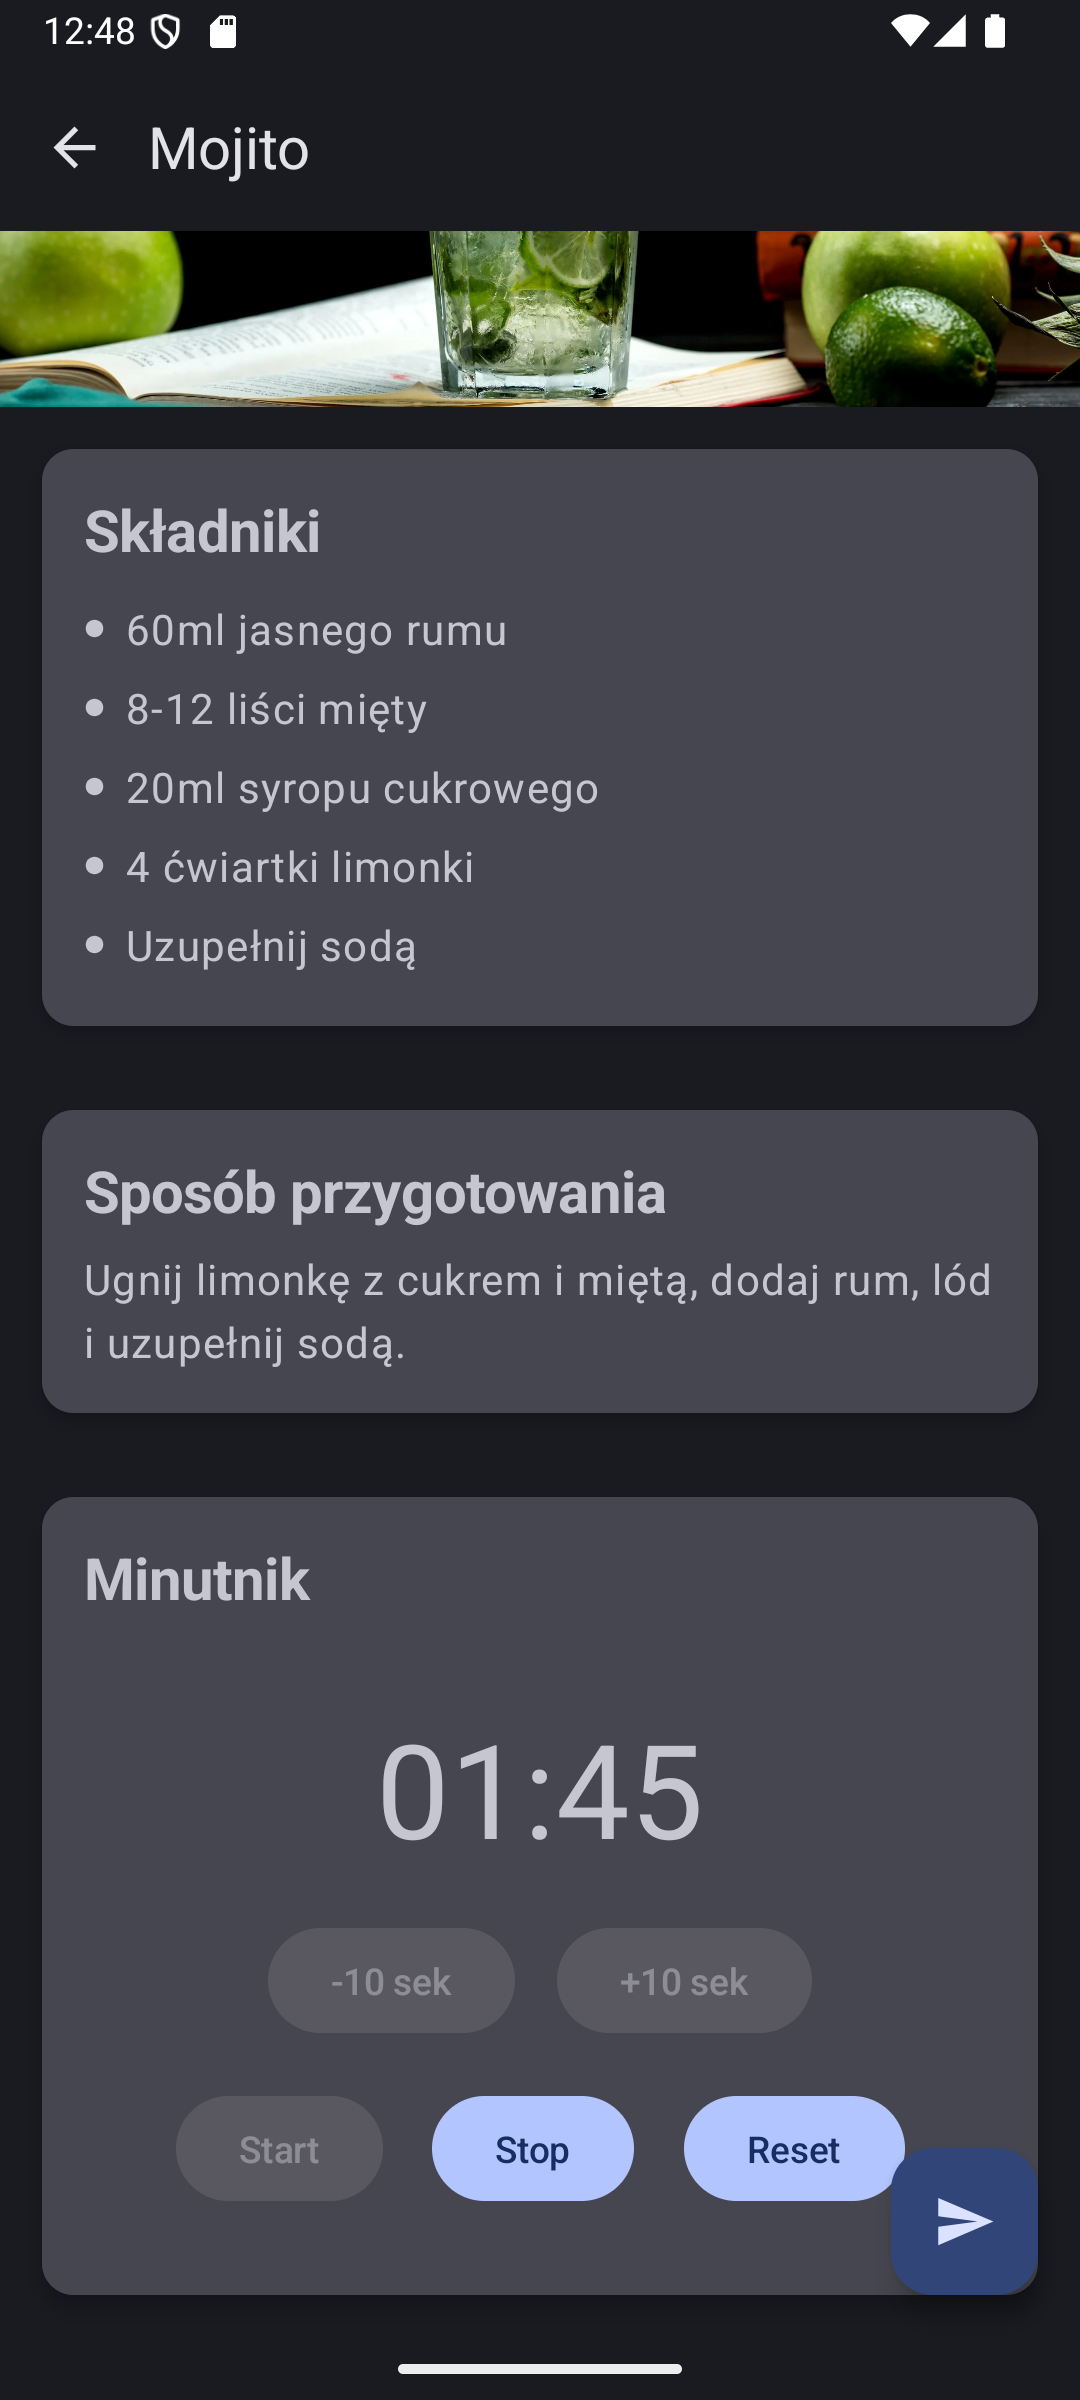 12:48
Mojito
Składniki
• 60ml jasnego rumu
• 8-12 liści mięty
• 20ml syropu cukrowego
• 4 ćwiartki limonki
• Uzupełnij sodą
Sposób przygotowania
Ugnij limonkę z cukrem i miętą, dodaj rum, lód
i uzupełnij sodą.
Minutnik
01:45
-10 sek +10 sek
Start Stop Reset